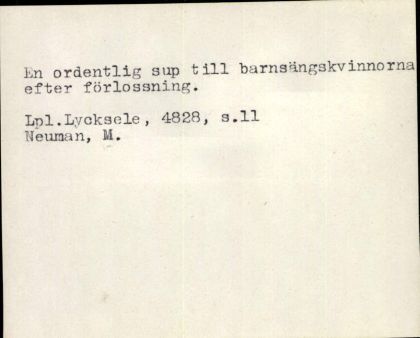 En ordentlig sup till barnsängskvinnorna
efter förlossning.
Lpl.Lycksele, 4828, s.11
Neuman, M.